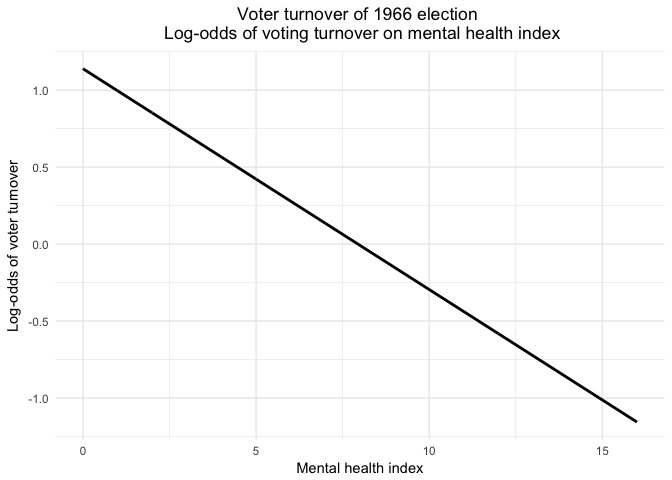 Voter turnover of 1966 election
Log-odds of voting turnover on mental health index
Log-odds of voter turnover
1.0
0.5
0.0
-0.5
-1.0
0
5
10
15
Mental health index